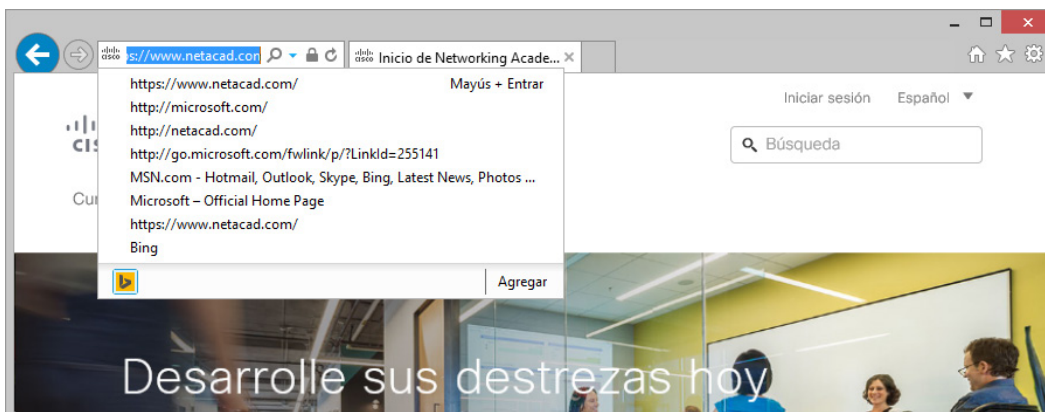 s://www.netacad.con
Inicio de Networking Acade...
https://www.netacad.com/ Mayús + Entrar
http://microsoft.com/
http://netacad.com/
http://go.microsoft.com/fwlink/p/?LinkId=255141
MSN.com - Hotmail, Outlook, Skype, Bing, Latest News, Photos ...
Microsoft – Official Home Page
https://www.netacad.com/
Bing
Agregar
Iniciar sesión Español
Búsqueda
Desarrolle sus destrezas hoy